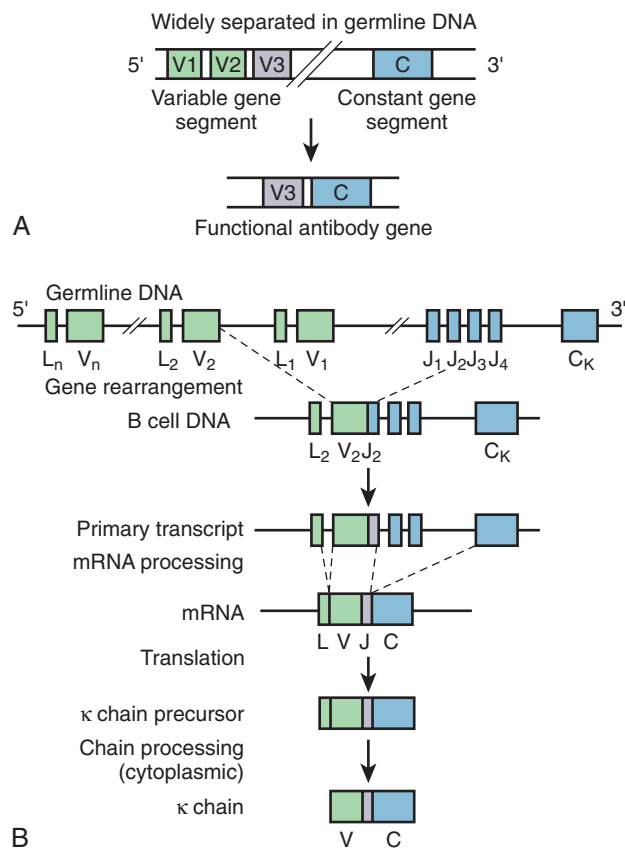 Widely separated in germline DNA
5' V1 V2 V3 C 3'
Variable gene segment Constant gene segment
V3 C
Functional antibody gene
A
5' Germline DNA 3'
Lₙ Vₙ L₂ V₂ L₁ V₁ J₁ J₂ J₃ J₄ C_K
Gene rearrangement
B cell DNA
L₂ V₂ J₂ C_K
Primary transcript
mRNA processing
mRNA
L V J C
Translation
κ chain precursor
Chain processing
(cytoplasmic)
κ chain
V C
B